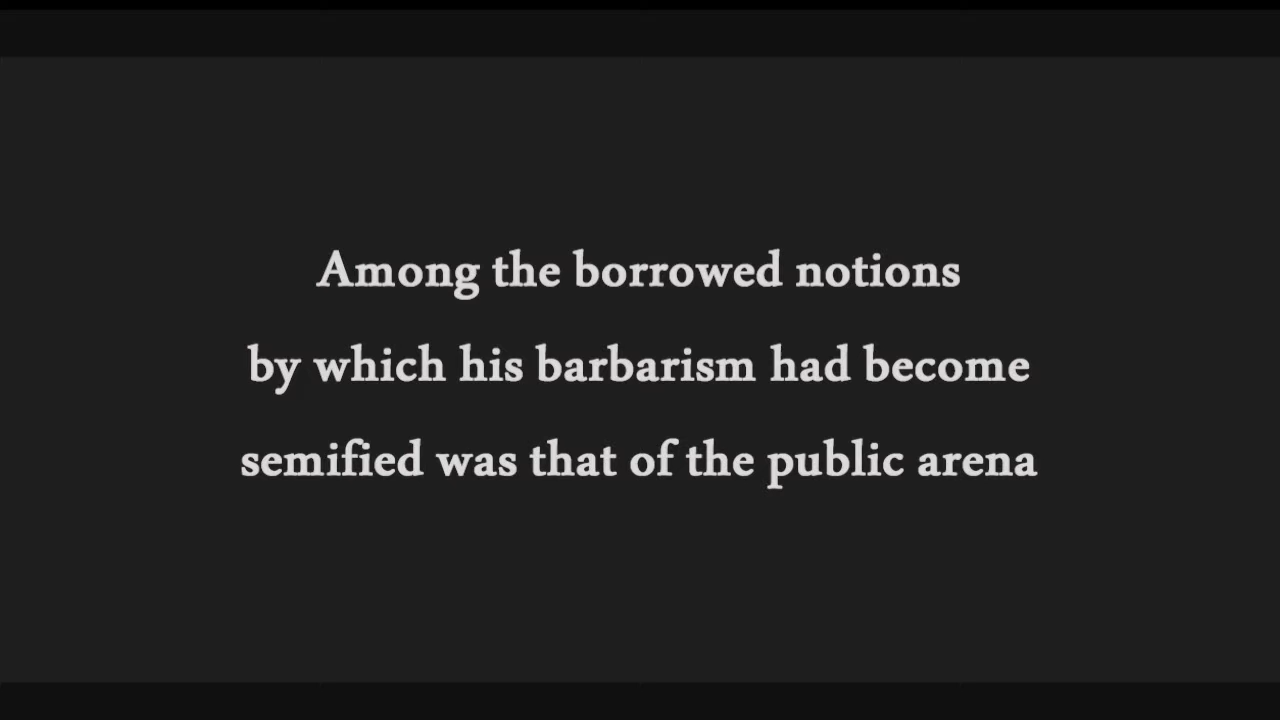 Among the borrowed notions
by which his barbarism had become
semified was that of the public arena